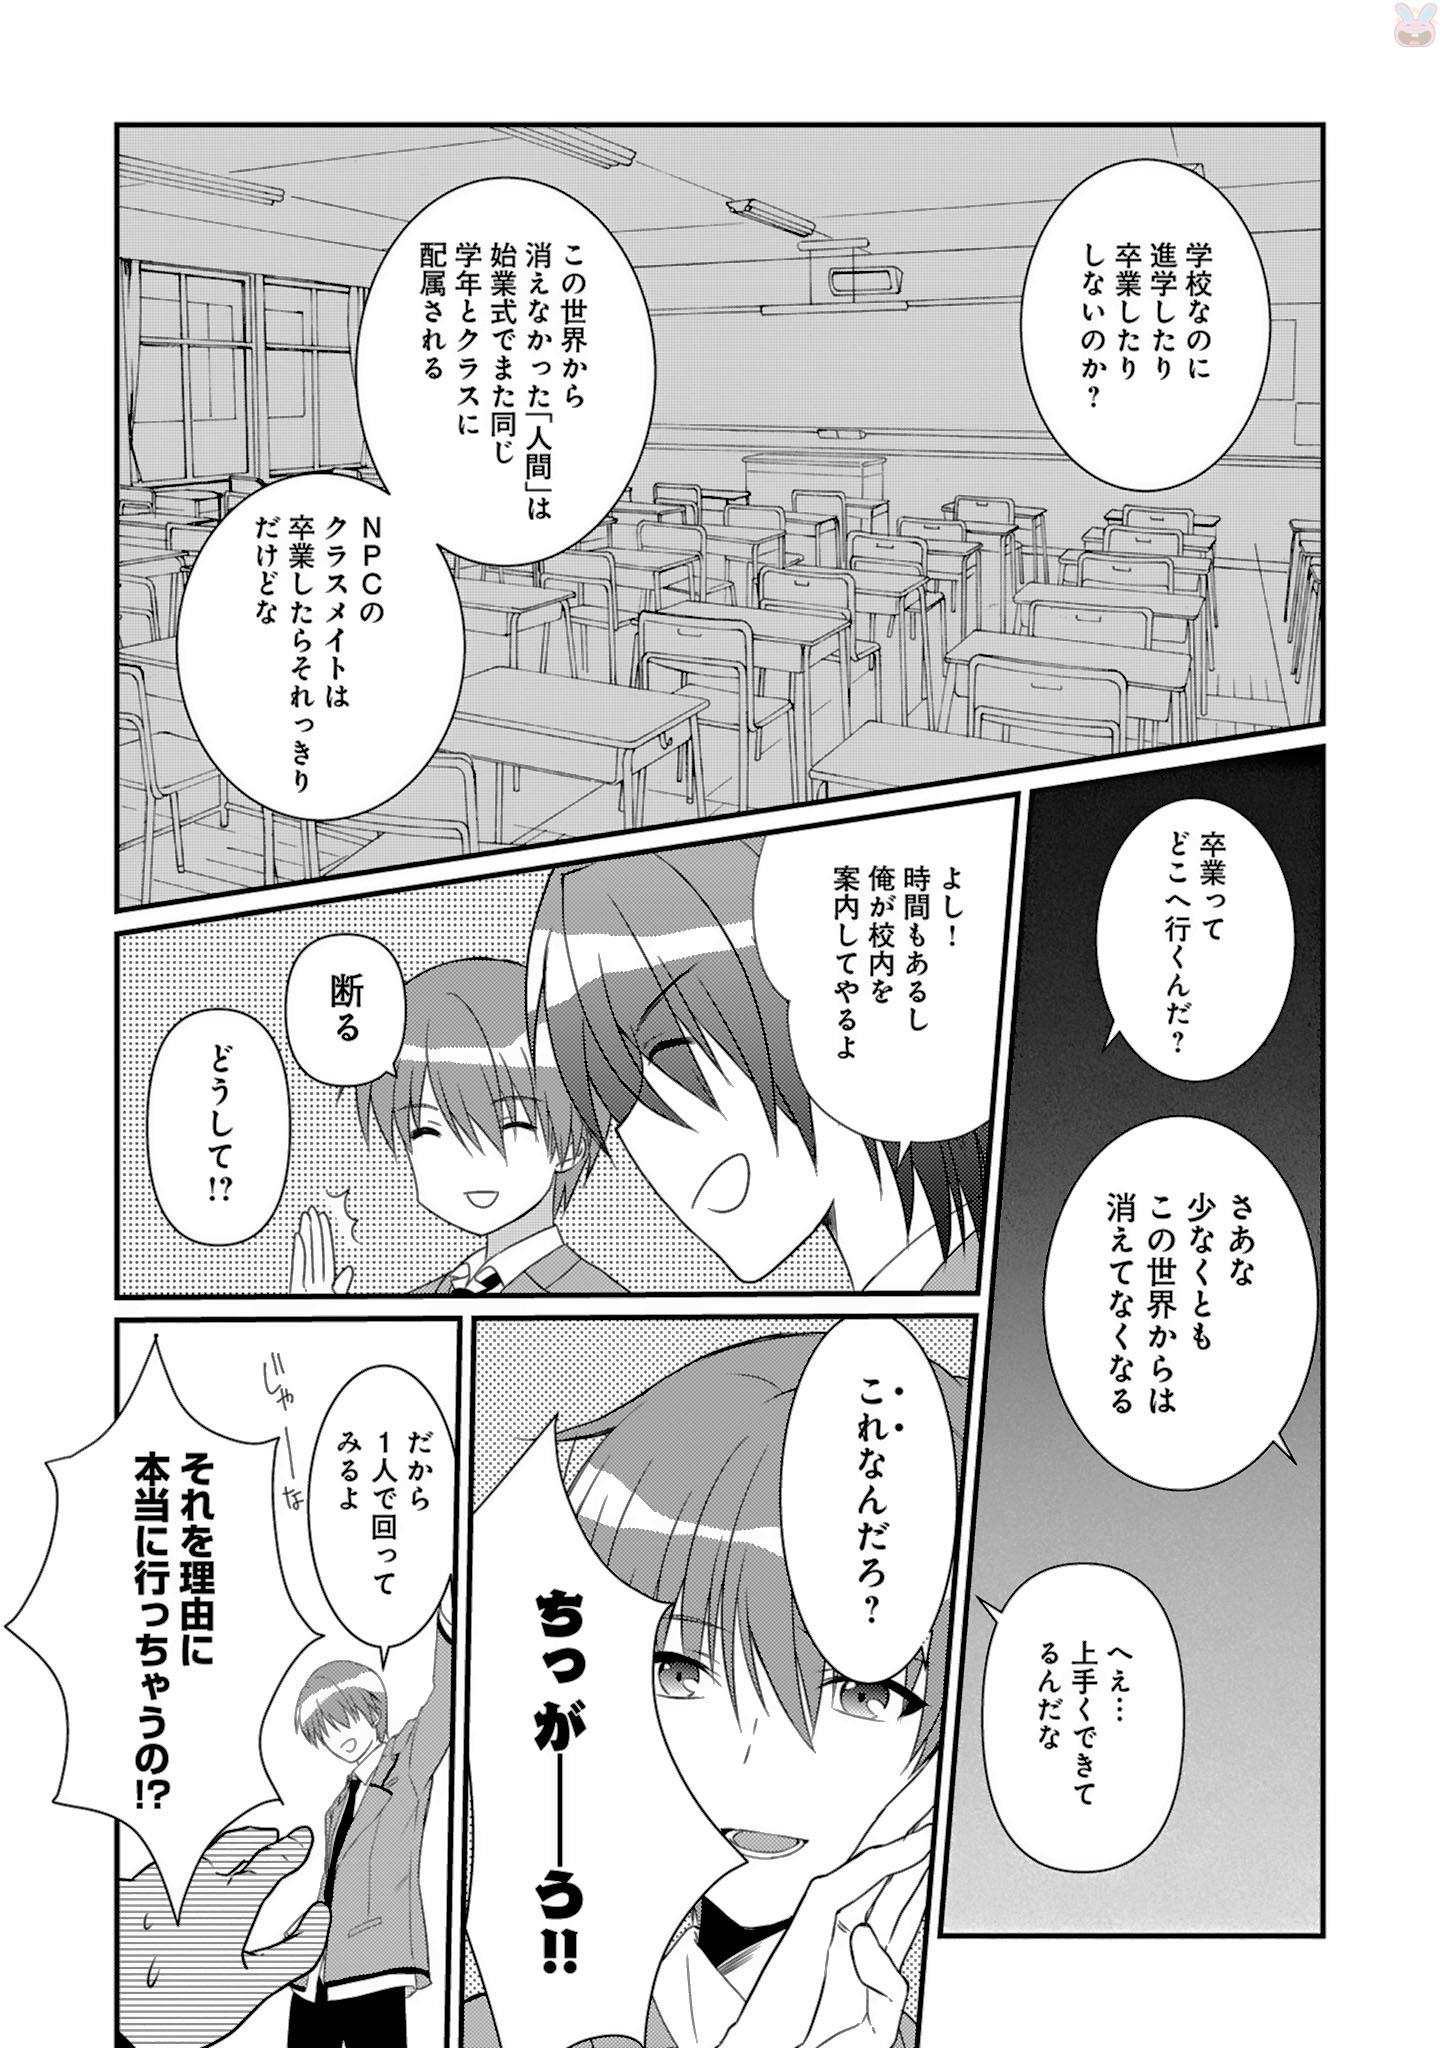 学校なのに
進学したり
卒業したり
しないのか?
この世界から
消えなかった「人間」は
始業式でまた同じ
学年とクラスに
配属される
NPCの
クラスメイトは
卒業したらそれっきり
だけどな
卒業って
どこへ行くんだ?
さあな
少なくとも
この世界からは
消えてなくなる
へぇ…
上手くできて
るんだな
よし!
時間もあるし
俺が校内を
案内してやるよ
断る
どうして!?
これなんだろ?
ちっがーーう!!
だから
1人で回って
みるよ
じゃーな
それを理由に
本当に行っちゃうの!?